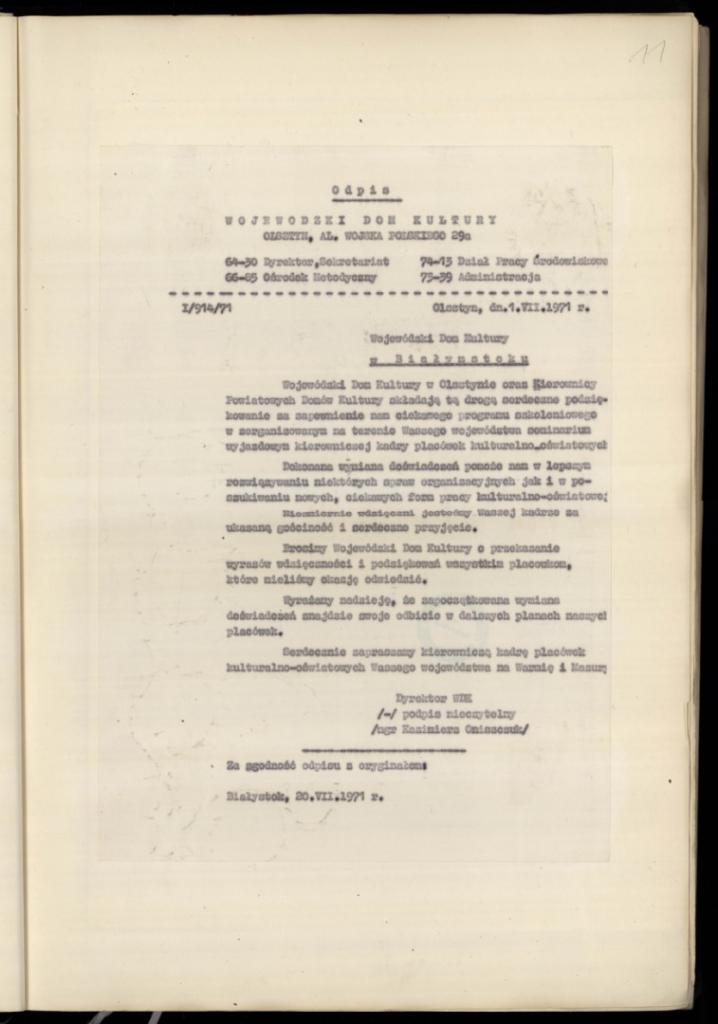 11
Odpis
WOJEWODZKI DOM KULTURY
OLSZTYN, AL. WOJSKA POLSKIEGO 29a
64-30 Dyrektor,Sekretariat 74-13 Dział Pracy Środowiskowe
66-85 Ośrodek Metodyczny 75-39 Administracja
I/914/71 Olsztyn, dn.1.VII.1971 r.
Wojewódzki Dom Kultury
w Białymstoku
Wojewódzki Dom Kultury w Olsztynie oraz Kierownicy
Powiatowych Domów Kultury składają tą drogą serdeczne podzię-
kowanie za zapewnienie nam ciekawego programu szkoleniowego
w zorganizowanym na terenie Waszego województwa seminarium
wyjazdowym kierowniczej kadry placówek kulturalno-oświatowych
Dokonana wymiana doświadczeń pomoże nam w lepszym
rozwiązywaniu niektórych spraw organizacyjnych jak i w po-
szukiwaniu nowych, ciekawych form pracy kulturalno-oświatowej
Niezmiernie wdzięczni jesteśmy Waszej kadrze za
ukazaną gościność i serdeczne przyjęcie.
Prosimy Wojewódzki Dom Kultury o przekazanie
wyrazów wdzięczności i podziękowań wszystkim placówkom,
które mieliśmy okazję odwiedzić.
Wyrażamy nadzieję, że zapoczątkowana wymiana
doświadczeń znajdzie swoje odbicie w dalszych planach naszych
placówek.
Serdecznie zapraszamy kierowniczą kadrę placówek
kulturalno-oświatowych Waszego województwa na Warmię i Mazury
Dyrektor WDK
/-/ podpis nieczytelny
/mgr Kazimierz Omiszczuk/
Za zgodność odpisu z oryginałem:
Białystok, 20.VII.1971 r.